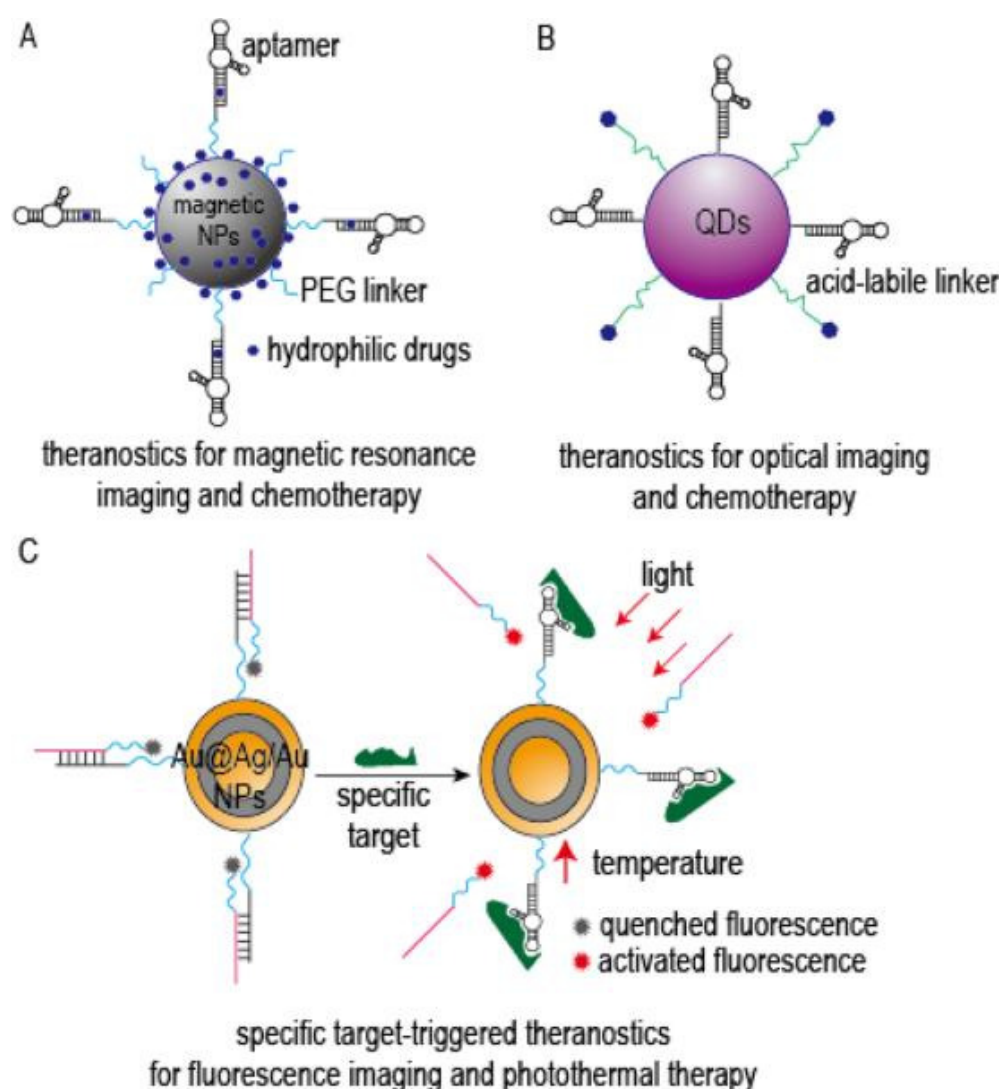 A
aptamer
magnetic
NPs
PEG linker
hydrophilic drugs
theranostics for magnetic resonance
imaging and chemotherapy
B
QDs
acid-labile linker
theranostics for optical imaging
and chemotherapy
C
Au@Ag/Au
NPs
specific
target
light
temperature
quenched fluorescence
activated fluorescence
specific target-triggered theranostics
for fluorescence imaging and photothermal therapy